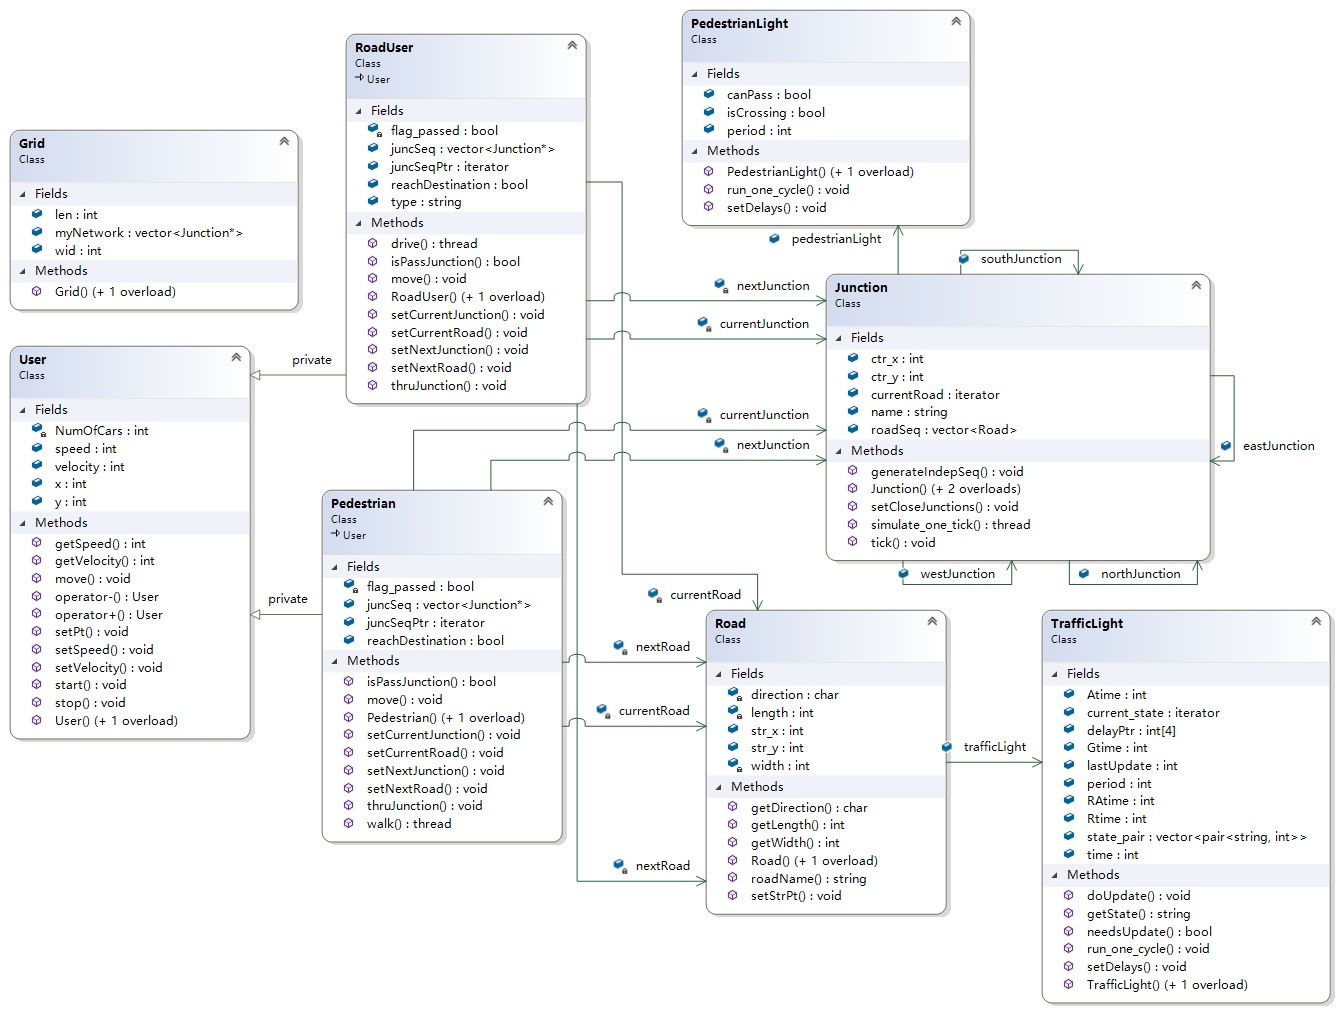 RoadUser
Class
User
Fields
flag_passed : bool
juncSeq : vector<Junction*>
juncSeqPtr : iterator
reachDestination : bool
type : string
Methods
drive() : thread
isPassJunction() : bool
move() : void
RoadUser() (+ 1 overload)
setCurrentJunction() : void
setCurrentRoad() : void
setNextJunction() : void
setNextRoad() : void
thruJunction() : void
PedestrianLight
Class
Fields
canPass : bool
isCrossing : bool
period : int
Methods
PedestrianLight() (+ 1 overload)
run_one_cycle() : void
setDelays() : void
Grid
Class
Fields
len : int
myNetwork : vector<Junction*>
wid : int
Methods
Grid() (+ 1 overload)
pedestrianLight
southJunction
nextJunction
currentJunction
currentJunction
nextJunction
Junction
Class
Fields
ctr_x : int
ctr_y : int
currentRoad : iterator
name : string
roadSeq : vector<Road>
Methods
generateIndepSeq() : void
Junction() (+ 2 overloads)
setCloseJunctions() : void
simulate_one_tick() : thread
tick() : void
eastJunction
westJunction
northJunction
User
Class
Fields
NumOfCars : int
speed : int
velocity : int
x : int
y : int
Methods
getSpeed() : int
getVelocity() : int
move() : void
operator-() : User
operator+() : User
setPt() : void
setSpeed() : void
setVelocity() : void
start() : void
stop() : void
User() (+ 1 overload)
private
private
Pedestrian
Class
User
Fields
flag_passed : bool
juncSeq : vector<Junction*>
juncSeqPtr : iterator
reachDestination : bool
Methods
isPassJunction() : bool
move() : void
Pedestrian() (+ 1 overload)
setCurrentJunction() : void
setCurrentRoad() : void
setNextJunction() : void
setNextRoad() : void
thruJunction() : void
walk() : thread
currentRoad
nextRoad
currentRoad
nextRoad
Road
Class
Fields
direction : char
length : int
str_x : int
str_y : int
width : int
Methods
getDirection() : char
getLength() : int
getWidth() : int
Road() (+ 1 overload)
roadName() : string
setStrPt() : void
trafficLight
TrafficLight
Class
Fields
Atime : int
current_state : iterator
delayPtr : int[4]
Gtime : int
lastUpdate : int
period : int
RAtime : int
Rtime : int
state_pair : vector<pair<string, int>>
time : int
Methods
doUpdate() : void
getState() : string
needsUpdate() : bool
run_one_cycle() : void
setDelays() : void
TrafficLight() (+ 1 overload)